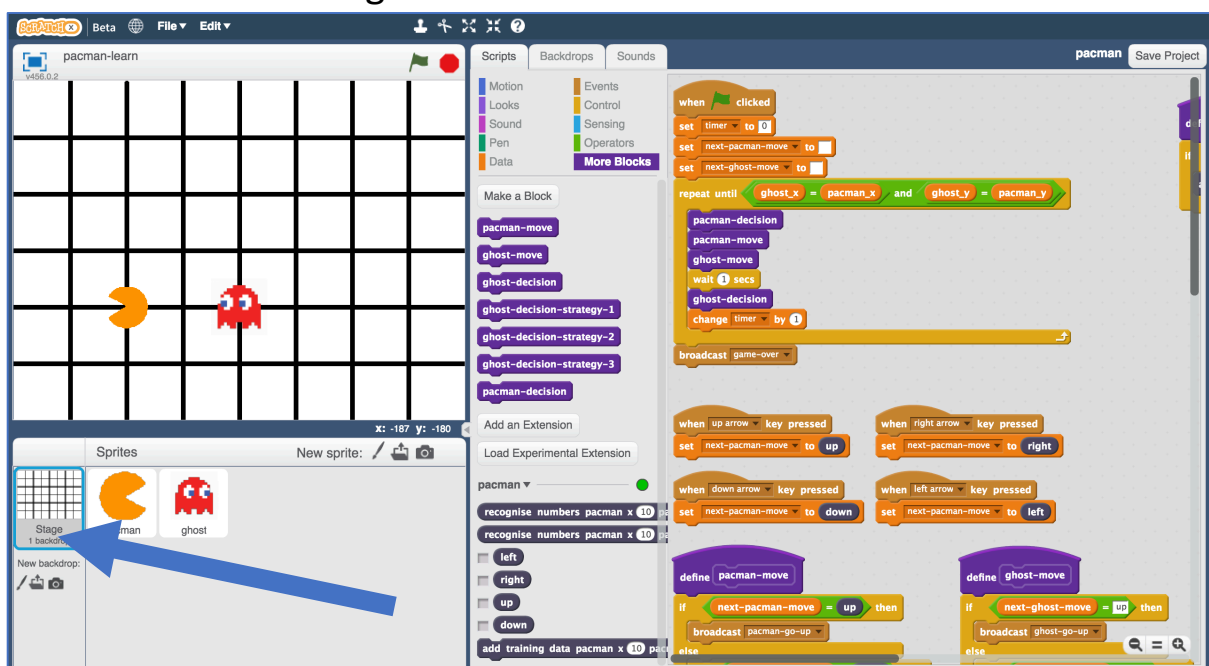 SCRATCHX Beta File▾ Edit▾
pacman-learn
v456.0.2
x: -187 y: -180
Sprites New sprite:
Stage
1 backdrop
man
ghost
New backdrop:
Scripts Backdrops Sounds
pacman Save Project
Motion Events
Looks Control
Sound Sensing
Pen Operators
Data More Blocks
Make a Block
pacman-move
ghost-move
ghost-decision
ghost-decision-strategy-1
ghost-decision-strategy-2
ghost-decision-strategy-3
pacman-decision
Add an Extension
Load Experimental Extension
pacman▾
recognise numbers pacman x 10 pa
recognise numbers pacman x 10 pa
left
right
up
down
add training data pacman x 10 pac
when clicked
set timer to 0
set next-pacman-move to
set next-ghost-move to
repeat until ghost_x = pacman_x and ghost_y = pacman_y
pacman-decision
pacman-move
ghost-move
wait 1 secs
ghost-decision
change timer by 1
broadcast game-over
when up arrow key pressed
set next-pacman-move to up
when right arrow key pressed
set next-pacman-move to right
when down arrow key pressed
set next-pacman-move to down
when left arrow key pressed
set next-pacman-move to left
define pacman-move
if next-pacman-move = up then
broadcast pacman-go-up
else
define ghost-move
if next-ghost-move = up then
broadcast ghost-go-up
else